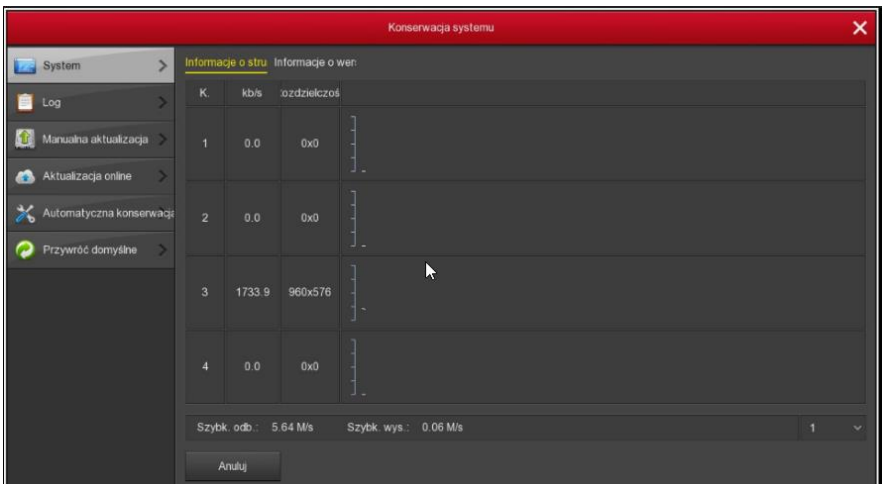 Konserwacja systemu
System
Log
Manualna aktualizacja
Aktualizacja online
Automatyczna konserwacja
Przywróć domyślne
Informacje o stru Informacje o wer
K. kb/s ozdzielczoś
1 0.0 0x0
2 0.0 0x0
3 1733.9 960x576
4 0.0 0x0
Szybk. odb.: 5.64 M/s Szybk. wys.: 0.06 M/s 1
Anuluj